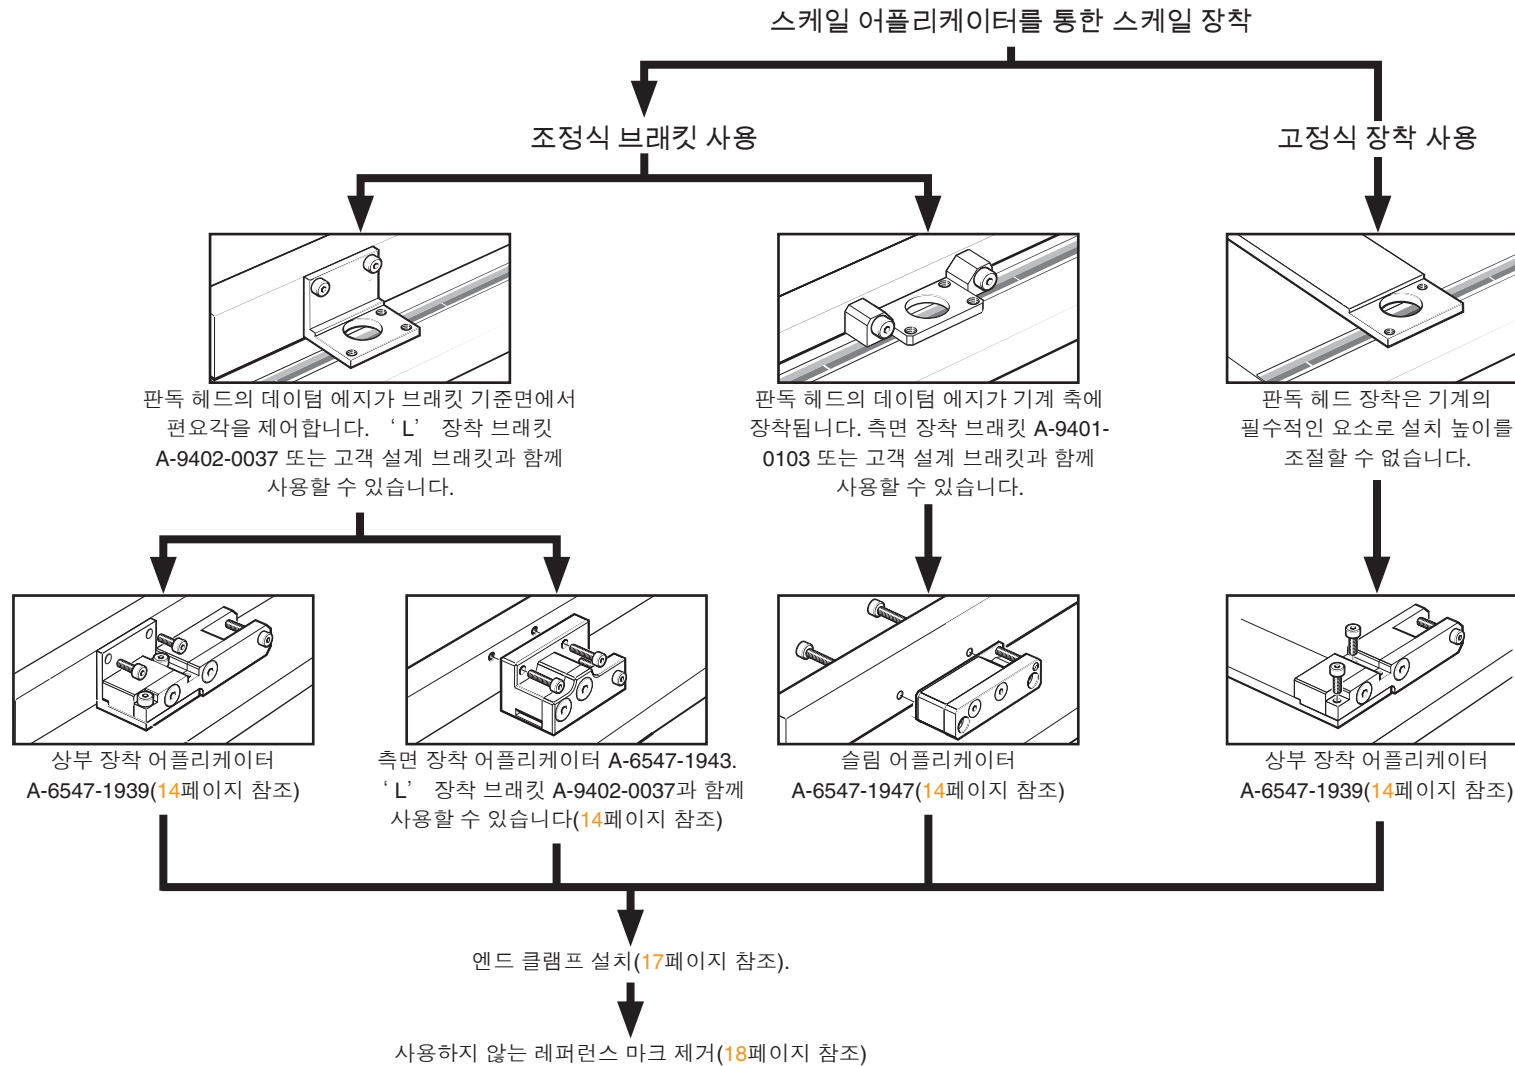 스케일 어플리케이터를 통한 스케일 장착
조정식 브래킷 사용
고정식 장착 사용
판독 헤드의 데이텀 에지가 브래킷 기준면에서
편요각을 제어합니다. ‘L’ 장착 브래킷
A-9402-0037 또는 고객 설계 브래킷과 함께
사용할 수 있습니다.
판독 헤드의 데이텀 에지가 기계 축에
장착됩니다. 측면 장착 브래킷 A-9401-
0103 또는 고객 설계 브래킷과 함께
사용할 수 있습니다.
판독 헤드 장착은 기계의
필수적인 요소로 설치 높이를
조절할 수 없습니다.
상부 장착 어플리케이터
A-6547-1939(14페이지 참조)
측면 장착 어플리케이터 A-6547-1943.
‘L’ 장착 브래킷 A-9402-0037과 함께
사용할 수 있습니다(14페이지 참조)
슬림 어플리케이터
A-6547-1947(14페이지 참조)
상부 장착 어플리케이터
A-6547-1939(14페이지 참조)
엔드 클램프 설치(17페이지 참조).
사용하지 않는 레퍼런스 마크 제거(18페이지 참조)